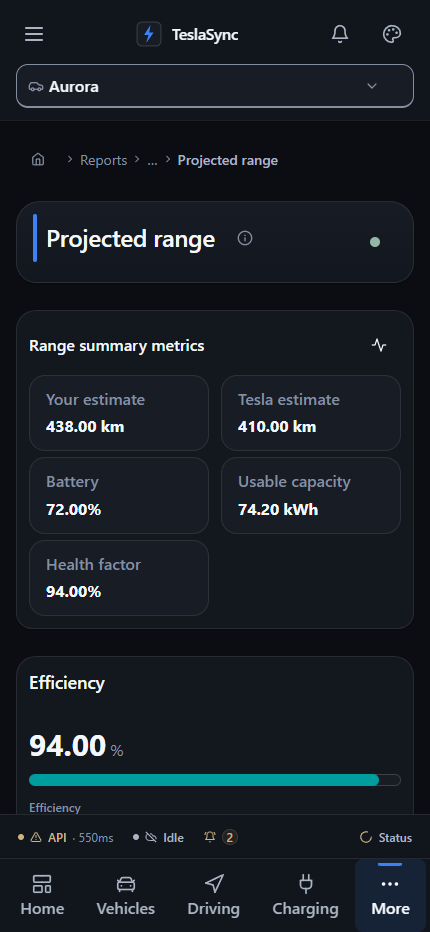 TeslaSync
Aurora
Reports ... Projected range
Projected range
Range summary metrics
Your estimate
438.00 km
Tesla estimate
410.00 km
Battery
72.00%
Usable capacity
74.20 kWh
Health factor
94.00%
Efficiency
94.00 %
Efficiency
API · 550ms Idle 2 Status
Home Vehicles Driving Charging More